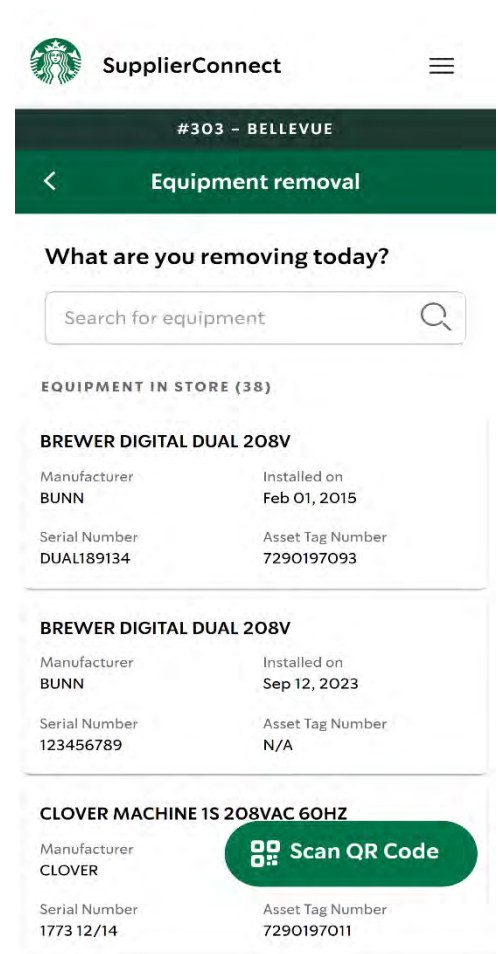 SupplierConnect
#303 – BELLEVUE
Equipment removal
What are you removing today?
Search for equipment
EQUIPMENT IN STORE (38)
BREWER DIGITAL DUAL 208V
Manufacturer Installed on
BUNN Feb 01, 2015
Serial Number Asset Tag Number
DUAL189134 7290197093
BREWER DIGITAL DUAL 208V
Manufacturer Installed on
BUNN Sep 12, 2023
Serial Number Asset Tag Number
123456789 N/A
CLOVER MACHINE 1S 208VAC 60HZ
Manufacturer
CLOVER
Scan QR Code
Serial Number Asset Tag Number
1773 12/14 7290197011